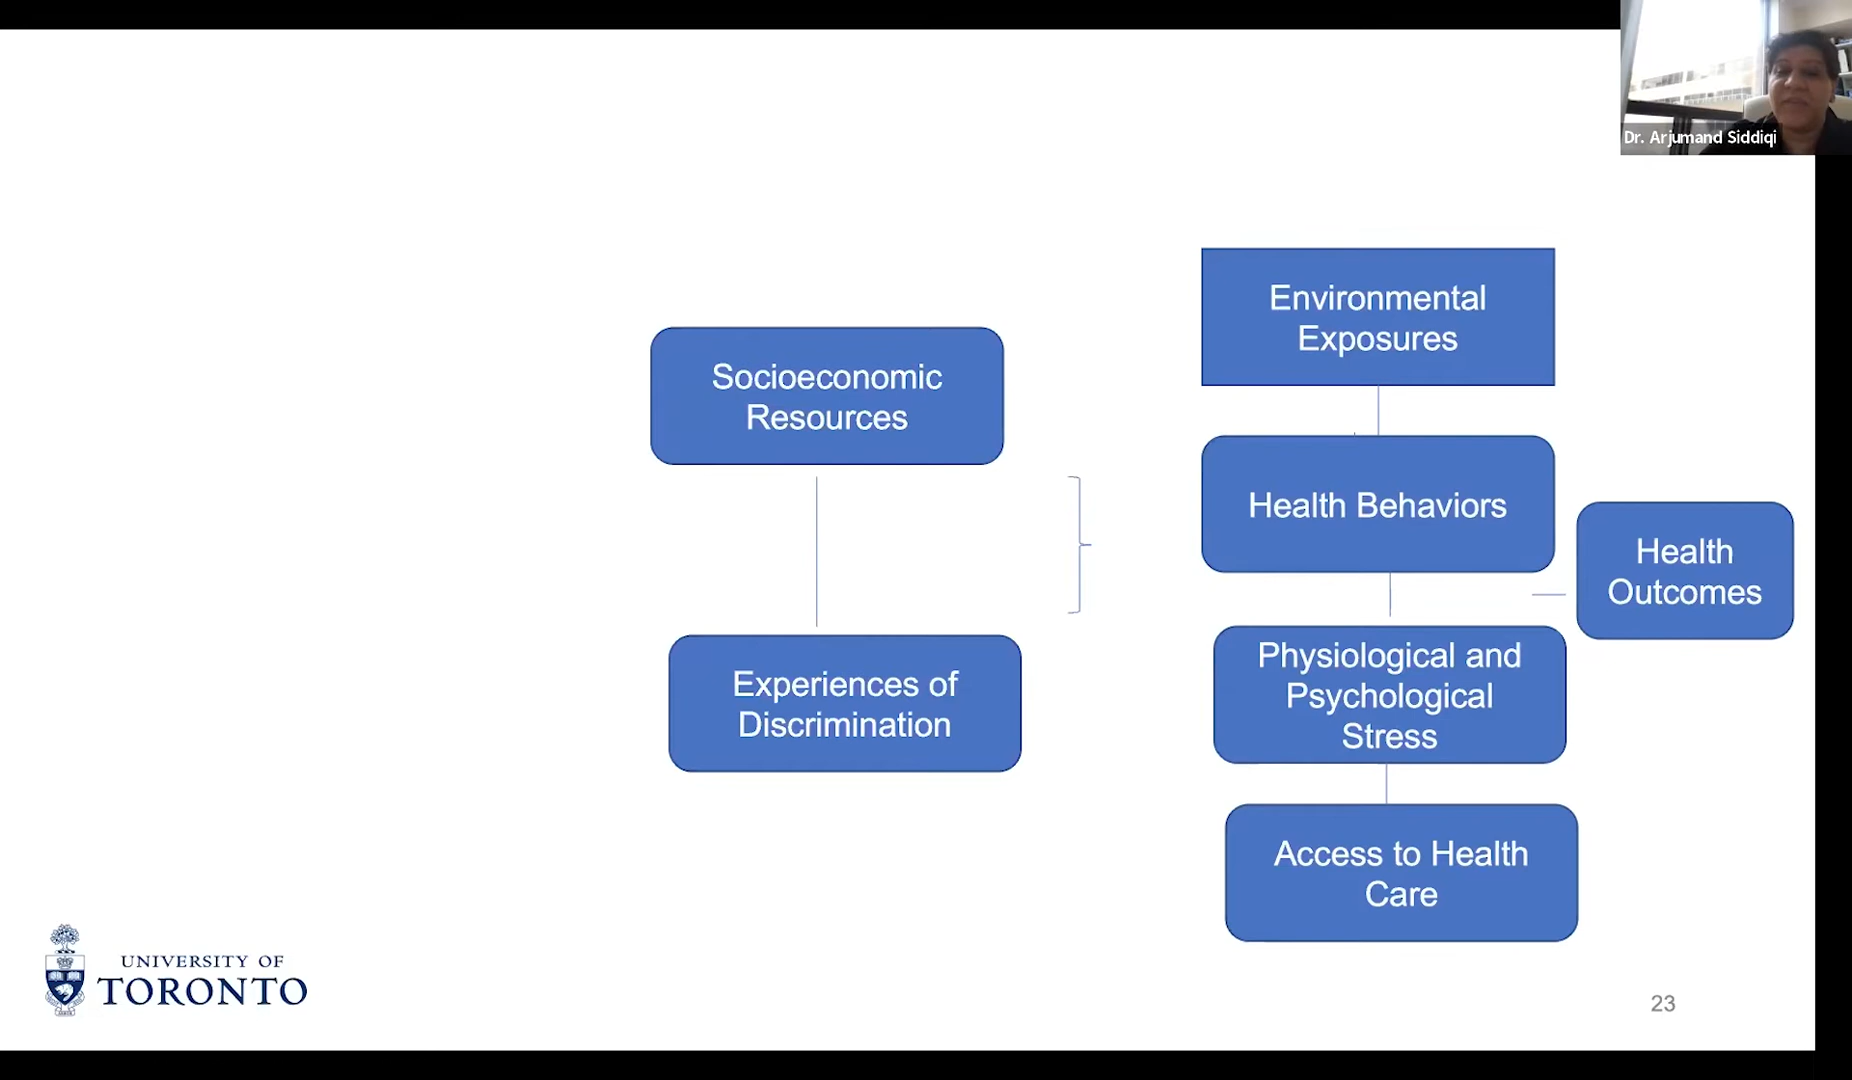 Dr. Arjumand Siddiqi
Environmental
Exposures
Socioeconomic
Resources
Health Behaviors
Health
Outcomes
Experiences of
Discrimination
Physiological and
Psychological
Stress
Access to Health
Care
UNIVERSITY OF
TORONTO
23